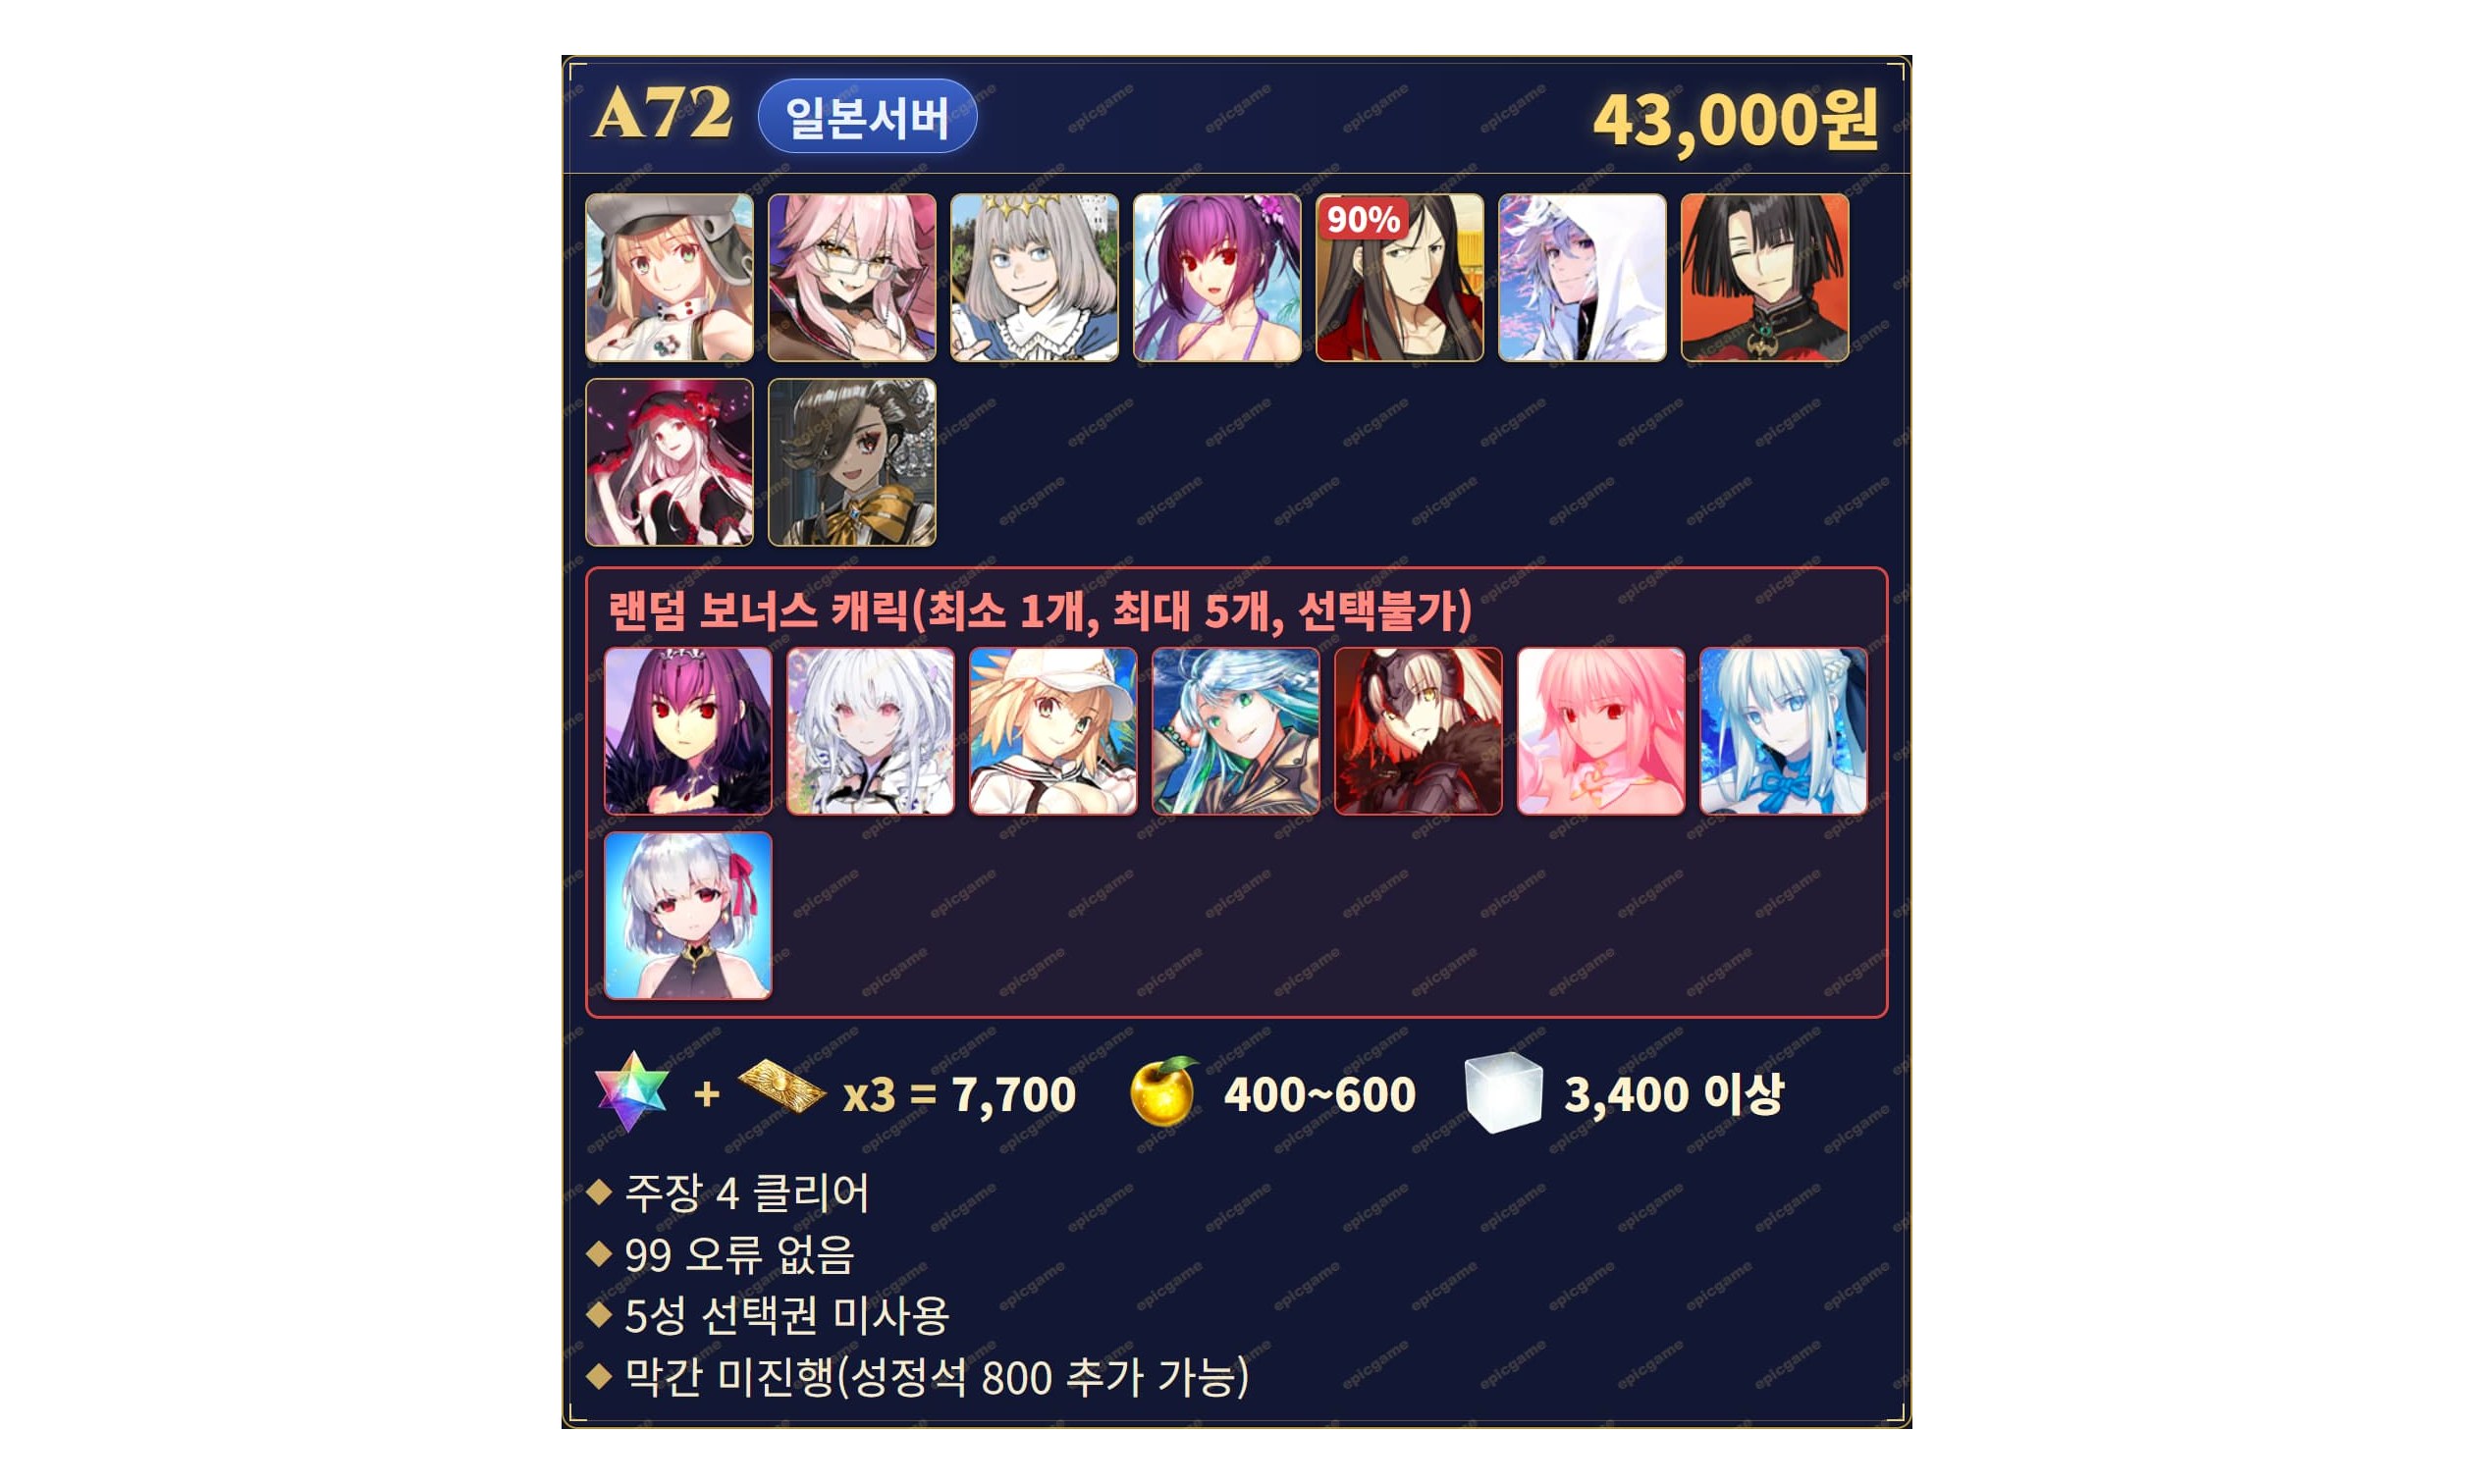 A72 일본서버 43,000원
90%
랜덤 보너스 캐릭(최소 1개, 최대 5개, 선택불가)
+ x3 = 7,700 400~600 3,400 이상
주장 4 클리어
99 오류 없음
5성 선택권 미사용
막간 미진행(성정석 800 추가 가능)
epicgame